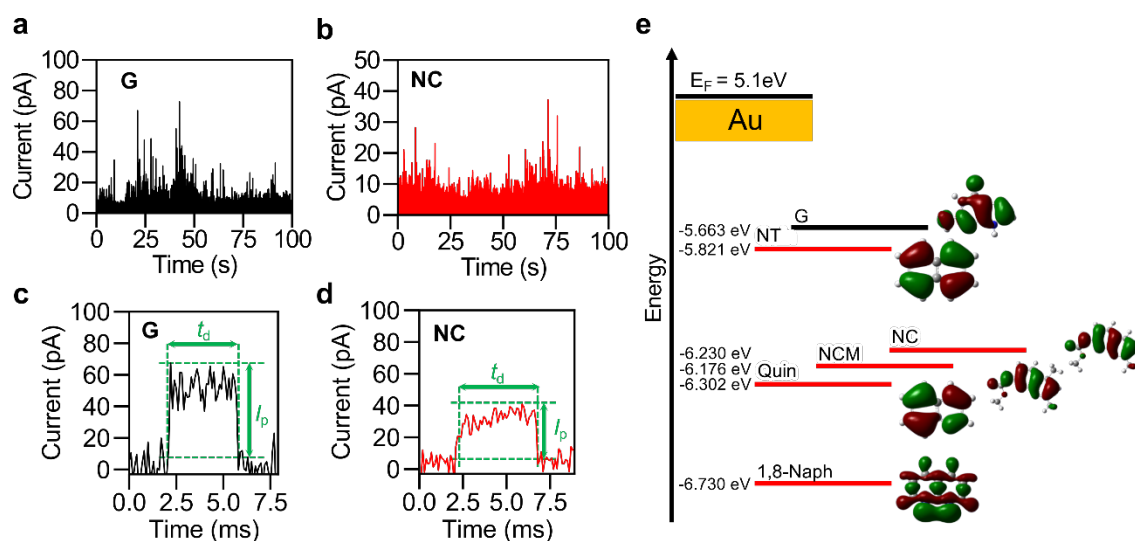 a
Current (pA)
100
80
60
40
20
0
G
0
25
50
75
100
Time (s)
b
Current (pA)
50
40
30
20
10
0
NC
0
25
50
75
100
Time (s)
c
Current (pA)
100
80
60
40
20
0
G
td
Ip
0.0
2.5
5.0
7.5
Time (ms)
d
Current (pA)
100
80
60
40
20
0
NC
td
Ip
0.0
2.5
5.0
7.5
Time (ms)
e
Energy
EF = 5.1eV
Au
-5.663 eV
G
-5.821 eV
NT
-6.230 eV
NC
-6.176 eV
NCM
-6.302 eV
Quin
-6.730 eV
1,8-Naph